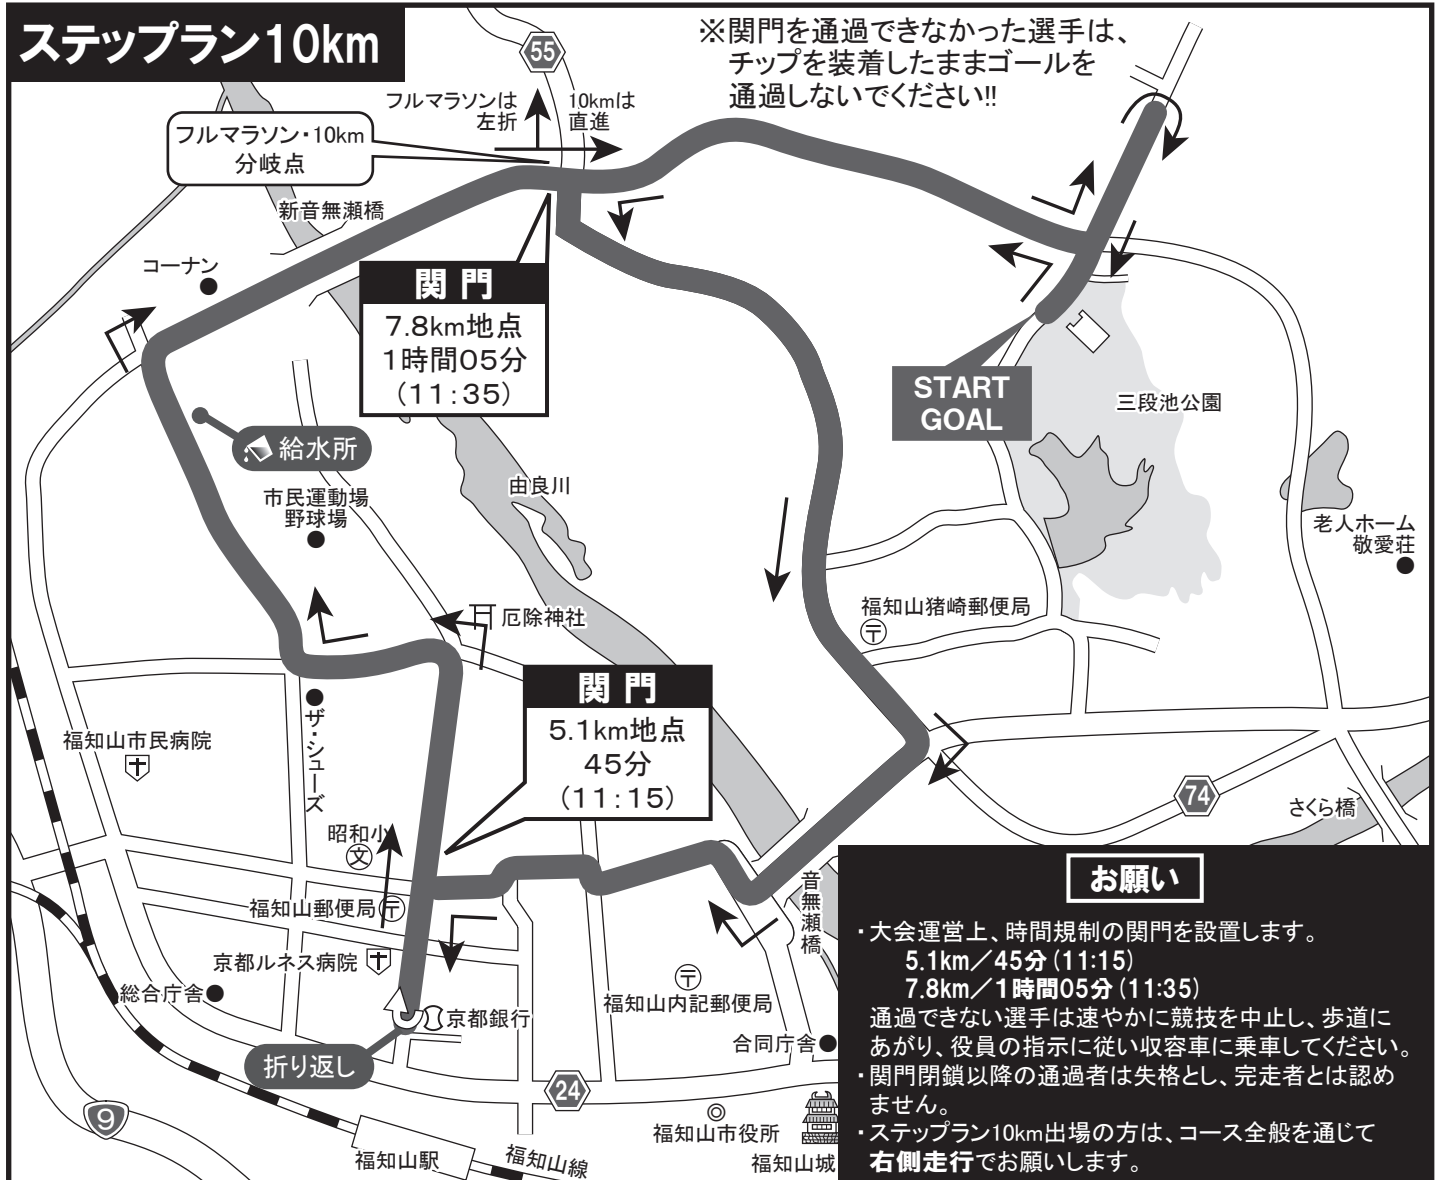 ステップラン10km
※関門を通過できなかった選手は、
チップを装着したままゴールを
通過しないでください!!
55
フルマラソンは
左折
10kmは
直進
フルマラソン・10km
分岐点
新音無瀬橋
コーナン
関門
7.8km地点
1時間05分
(11:35)
START
GOAL
三段池公園
給水所
市民運動場
野球場
由良川
老人ホーム
敬愛荘
福知山猪崎郵便局
〒
厄除神社
関門
5.1km地点
45分
(11:15)
ザ・シューズ
福知山市民病院
74
さくら橋
昭和小
文
福知山郵便局
〒
音無瀬橋
京都ルネス病院
総合庁舎
京都銀行
〒
福知山内記郵便局
合同庁舎
折り返し
24
9
福知山市役所
福知山城
福知山駅
福知山線
お願い
・大会運営上、時間規制の関門を設置します。
5.1km／45分(11:15)
7.8km／1時間05分(11:35)
通過できない選手は速やかに競技を中止し、歩道に
あがり、役員の指示に従い収容車に乗車してください。
・関門閉鎖以降の通過者は失格とし、完走者とは認め
ません。
・ステップラン10km出場の方は、コース全般を通じて
右側走行でお願いします。